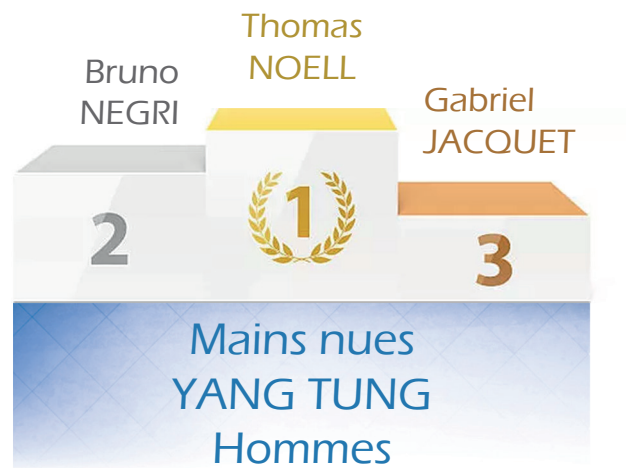 Thomas
NOELL
Bruno
NEGRI
Gabriel
JACQUET
1
2
3
Mains nues
YANG TUNG
Hommes